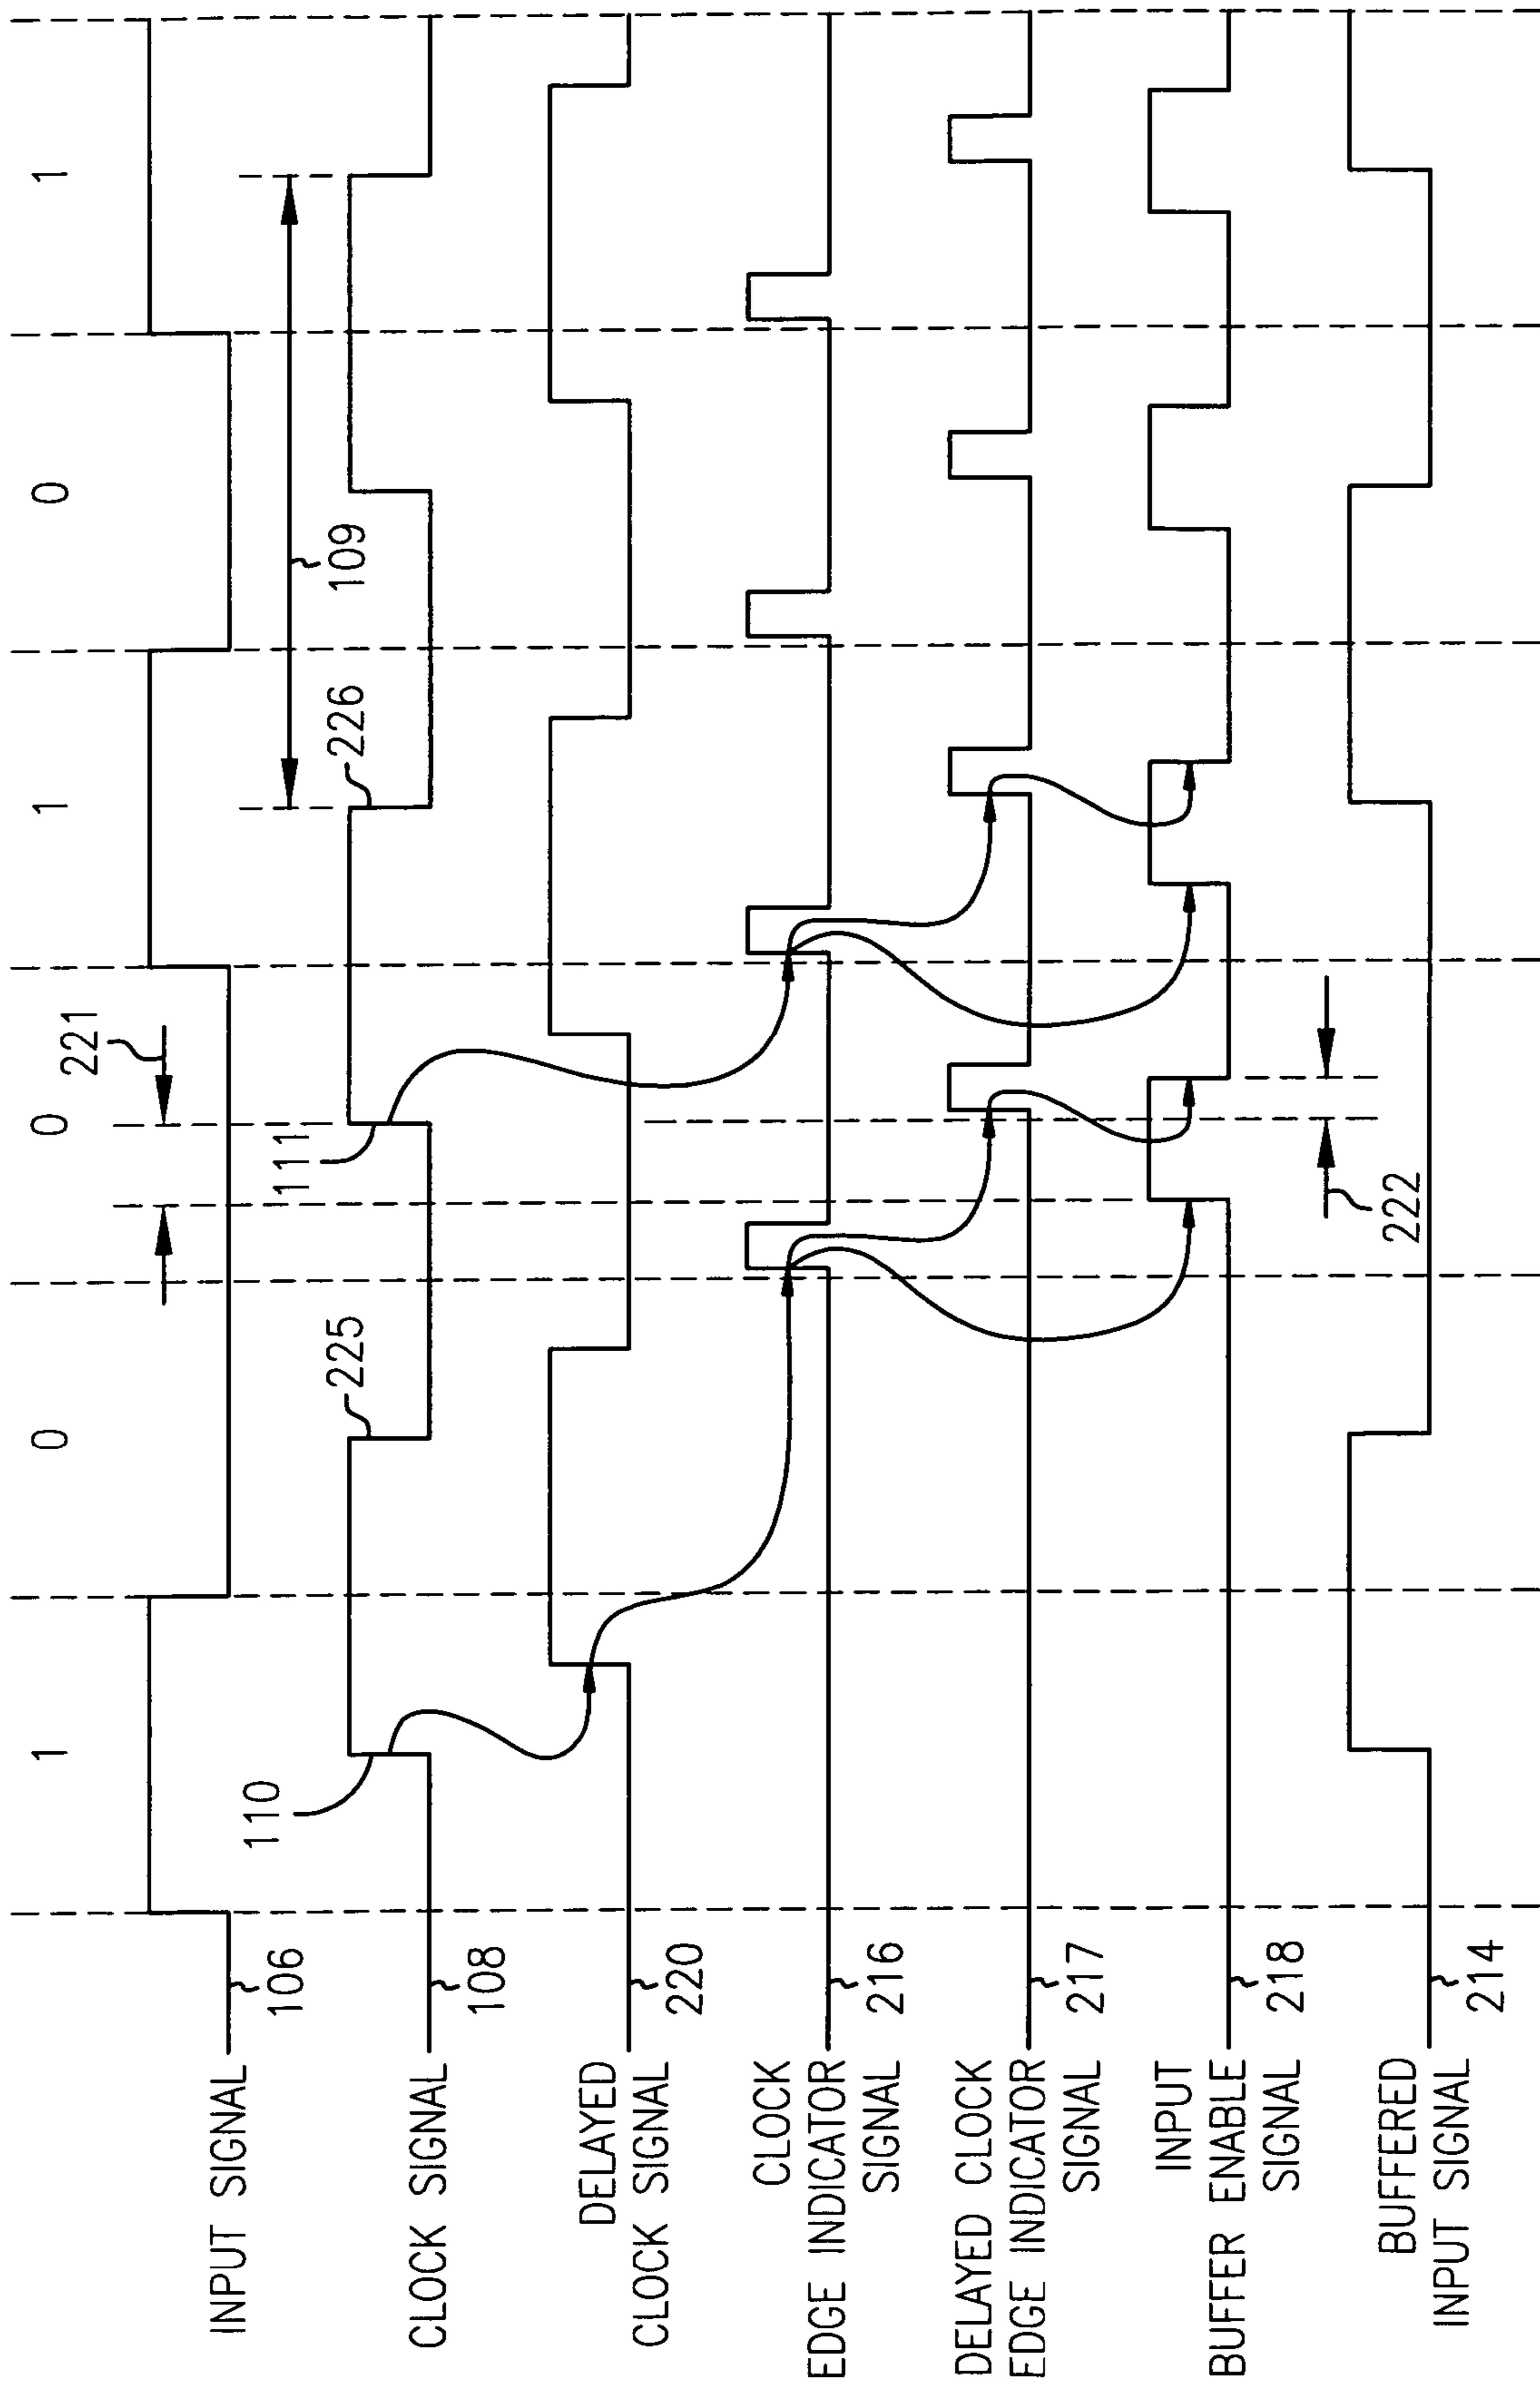 1 0 0 1 0 1
INPUT SIGNAL
106
221
CLOCK SIGNAL
108
110
225
111
226
109
DELAYED
CLOCK SIGNAL
220
CLOCK
EDGE INDICATOR
SIGNAL
216
DELAYED CLOCK
EDGE INDICATOR
SIGNAL
217
INPUT
BUFFER ENABLE
SIGNAL
218
222
BUFFERED
INPUT SIGNAL
214